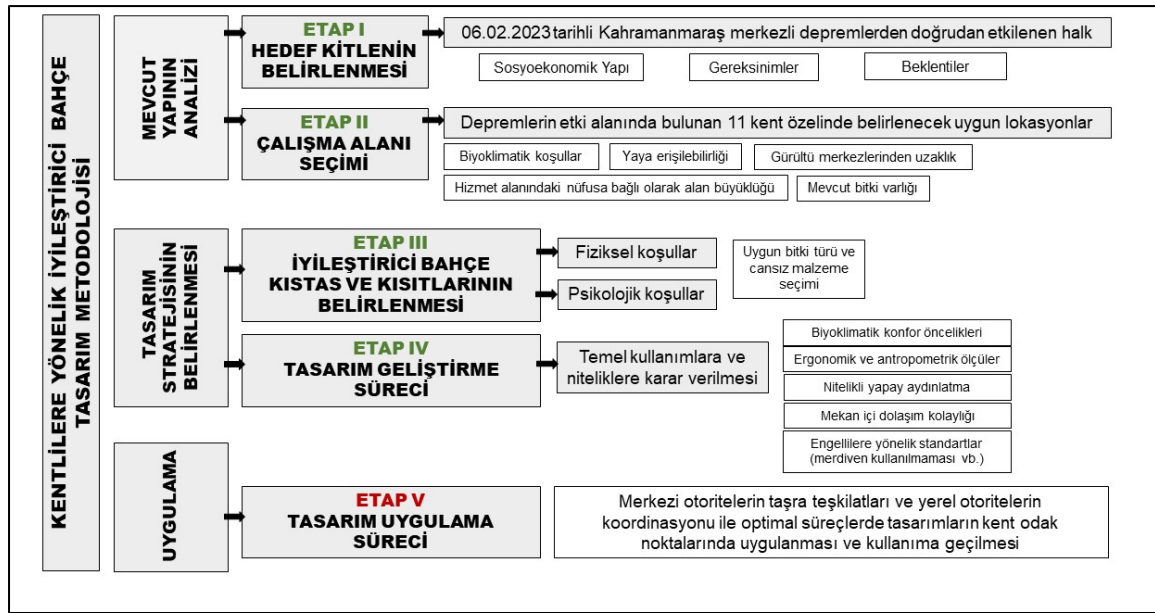 KENTLİLERE YÖNELİK İYİLEŞTİRİCİ BAHÇE
TASARIM METODOLOJİSİ
MEVCUT
YAPININ
ANALİZİ
ETAP I
HEDEF KİTLENİN
BELİRLENMESİ
06.02.2023 tarihli Kahramanmaraş merkezli depremlerden doğrudan etkilenen halk
Sosyoekonomik Yapı
Gereksinimler
Beklentiler
ETAP II
ÇALIŞMA ALANI
SEÇİMİ
Depremlerin etki alanında bulunan 11 kent özelinde belirlenecek uygun lokasyonlar
Biyoklimatik koşullar
Yaya erişilebilirliği
Gürültü merkezlerinden uzaklık
Hizmet alanındaki nüfusa bağlı olarak alan büyüklüğü
Mevcut bitki varlığı
TASARIM
STRATEJİSİNİN
BELİRLENMESİ
ETAP III
İYİLEŞTİRİCİ BAHÇE
KISTAS VE KISITLARININ
BELİRLENMESİ
Fiziksel koşullar
Psikolojik koşullar
Uygun bitki türü ve
cansız malzeme
seçimi
ETAP IV
TASARIM GELİŞTİRME
SÜRECİ
Temel kullanımlara ve
niteliklere karar verilmesi
Biyoklimatik konfor öncelikleri
Ergonomik ve antropometrik ölçüler
Nitelikli yapay aydınlatma
Mekan içi dolaşım kolaylığı
Engellilere yönelik standartlar
(merdiven kullanılmaması vb.)
UYGULAMA
ETAP V
TASARIM UYGULAMA
SÜRECİ
Merkezi otoritelerin taşra teşkilatları ve yerel otoritelerin
koordinasyonu ile optimal süreçlerde tasarımların kent odak
noktalarında uygulanması ve kullanıma geçilmesi